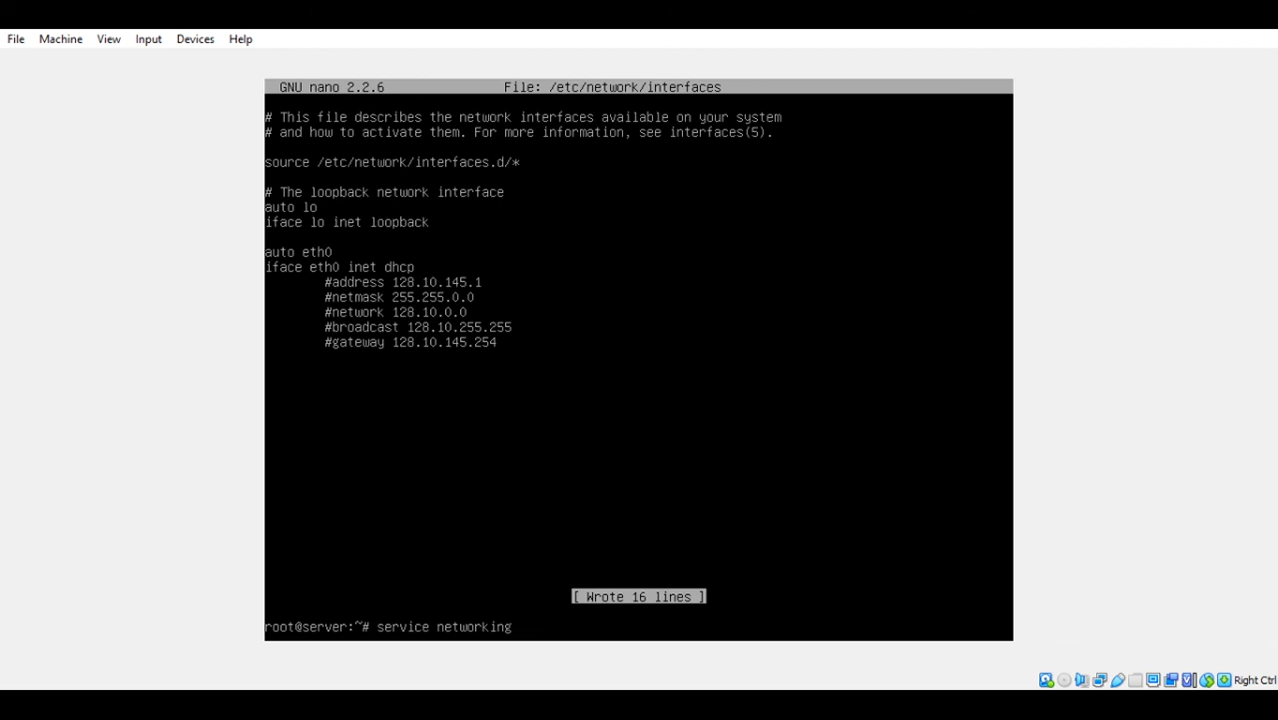 File Machine View Input Devices Help
GNU nano 2.2.6 File: /etc/network/interfaces
# This file describes the network interfaces available on your system
# and how to activate them. For more information, see interfaces(5).
source /etc/network/interfaces.d/*
# The loopback network interface
auto lo
iface lo inet loopback
auto eth0
iface eth0 inet dhcp
#address 128.10.145.1
#netmask 255.255.0.0
#network 128.10.0.0
#broadcast 128.10.255.255
#gateway 128.10.145.254
[ Wrote 16 lines ]
root@server:~# service networking
Right Ctrl